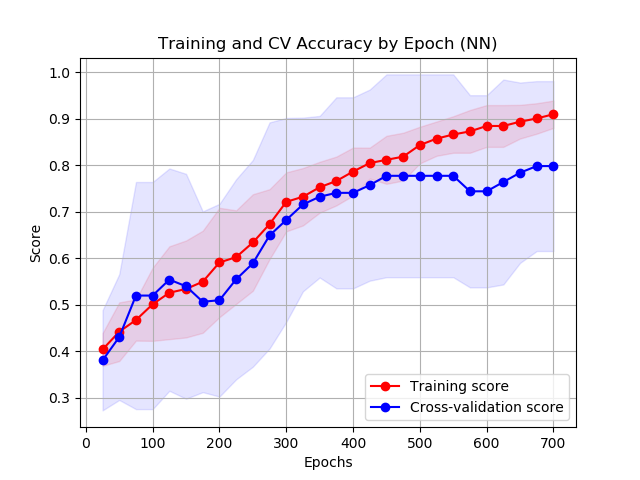 Training and CV Accuracy by Epoch (NN)
1.0
0.9
0.8
0.7
0.6
0.5
0.4
0.3
Score
0 100 200 300 400 500 600 700
Epochs
Training score
Cross-validation score